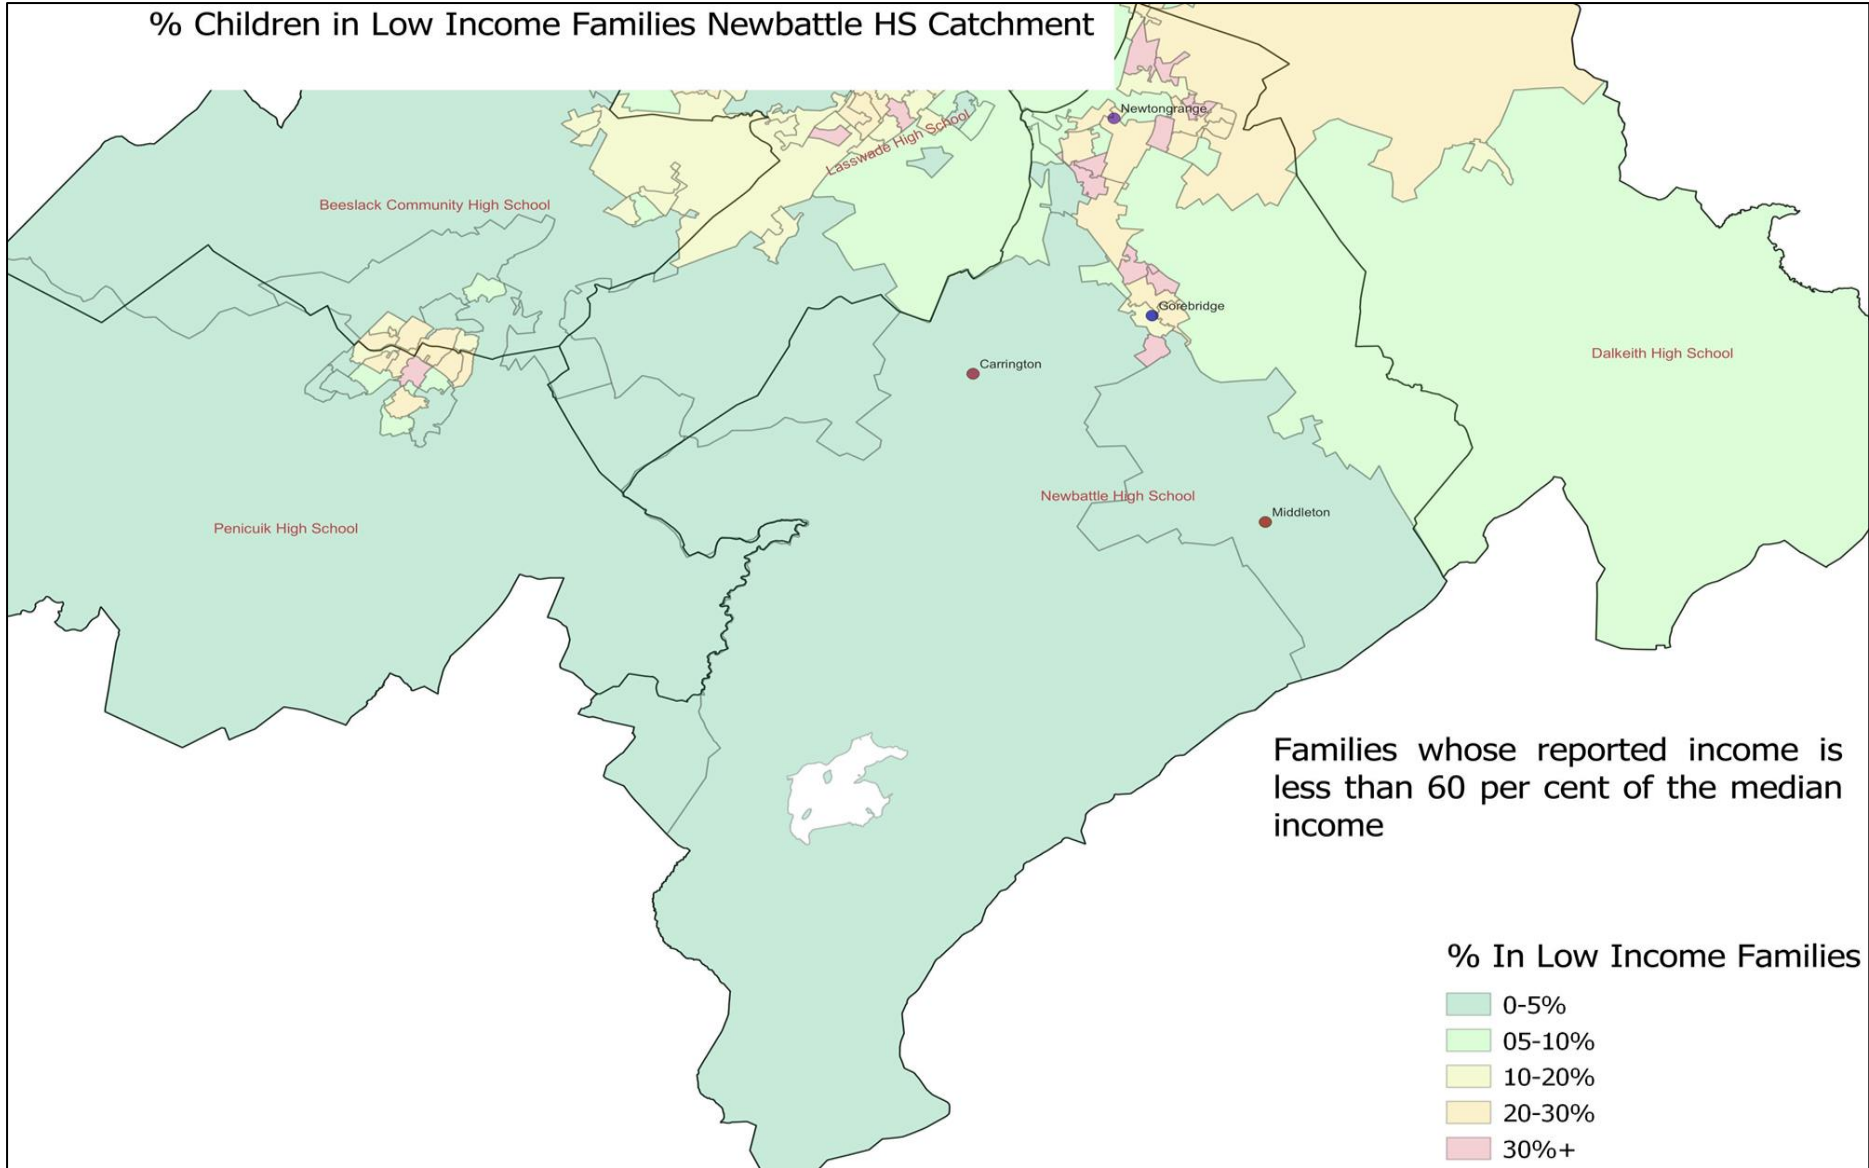 % Children in Low Income Families Newbattle HS Catchment
Newtongrange
Lasswade High School
Beeslack Community High School
Gorebridge
Dalkeith High School
Carrington
Newbattle High School
Middleton
Penicuik High School
Families whose reported income is
less than 60 per cent of the median
income
% In Low Income Families
0-5%
05-10%
10-20%
20-30%
30%+